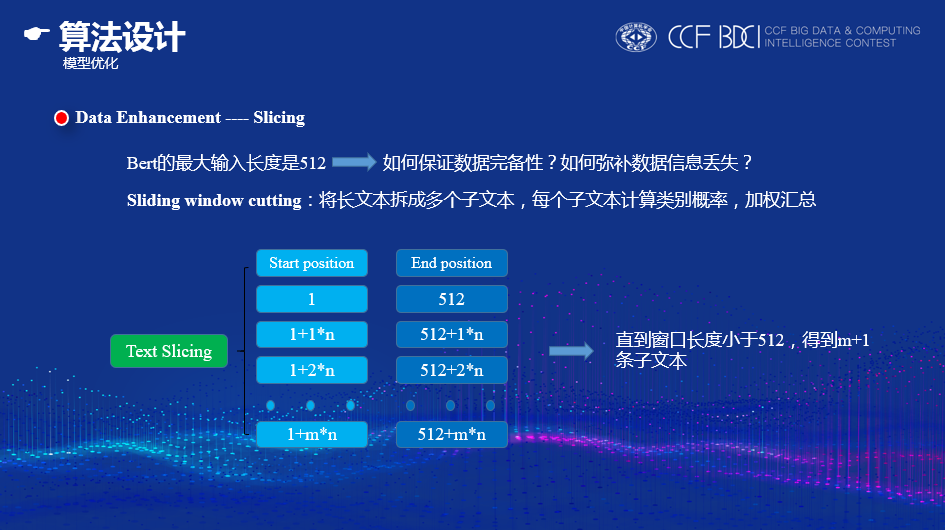 算法设计
模型优化
CCF BDCI
CCF BIG DATA & COMPUTING
INTELLIGENCE CONTEST
Data Enhancement ---- Slicing
Bert的最大输入长度是512
如何保证数据完备性？如何弥补数据信息丢失？
Sliding window cutting：将长文本拆成多个子文本，每个子文本计算类别概率，加权汇总
Text Slicing
Start position End position
1 512
1+1*n 512+1*n
1+2*n 512+2*n
1+m*n 512+m*n
直到窗口长度小于512，得到m+1
条子文本